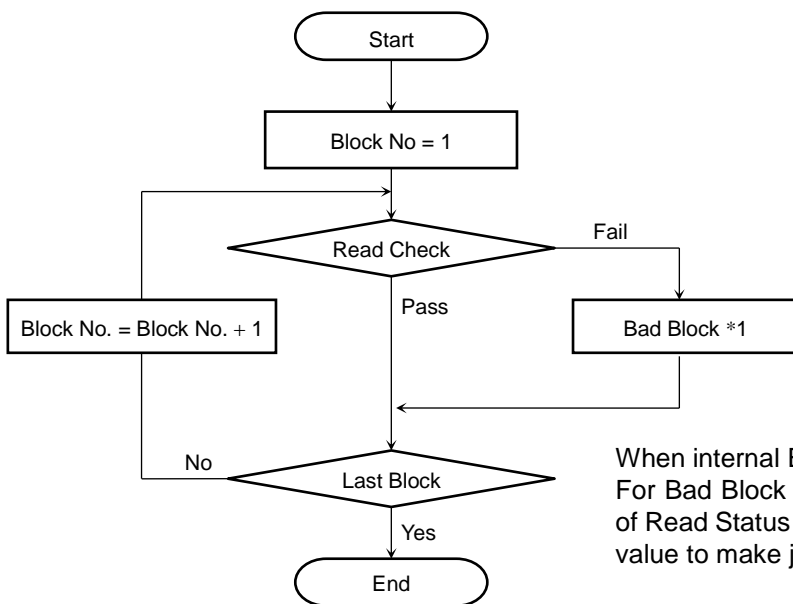 Start
Block No = 1
Read Check
Fail
Pass
Block No. = Block No. + 1
Bad Block *1
No
Last Block
Yes
End
When internal
For Bad Block
of Read Status
value to make